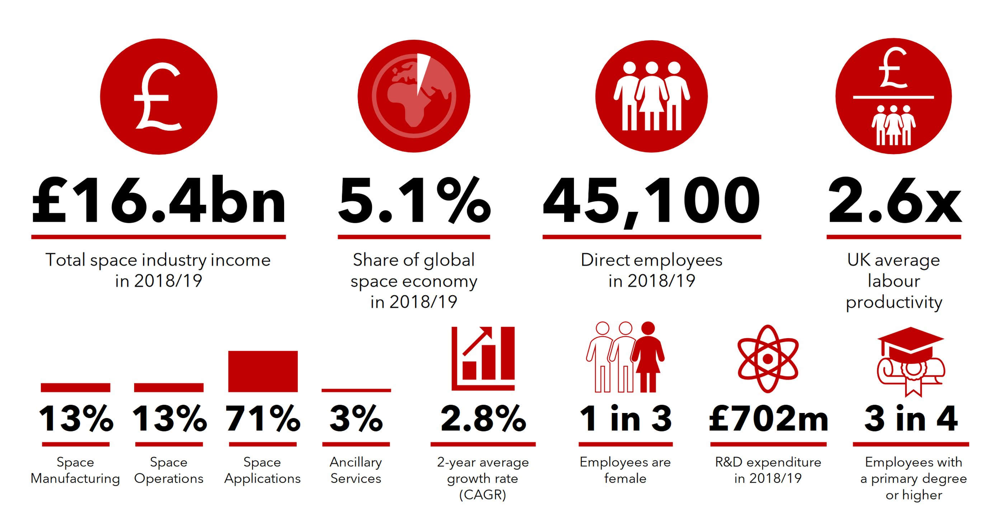 £
£
£16.4bn
Total space industry income
in 2018/19
5.1%
Share of global
space economy
in 2018/19
45,100
Direct employees
in 2018/19
2.6x
UK average
labour
productivity
13%
Space
Manufacturing
13%
Space
Operations
71%
Space
Applications
3%
Ancillary
Services
2.8%
2-year average
growth rate
(CAGR)
1 in 3
Employees are
female
£702m
R&D expenditure
in 2018/19
3 in 4
Employees with
a primary degree
or higher